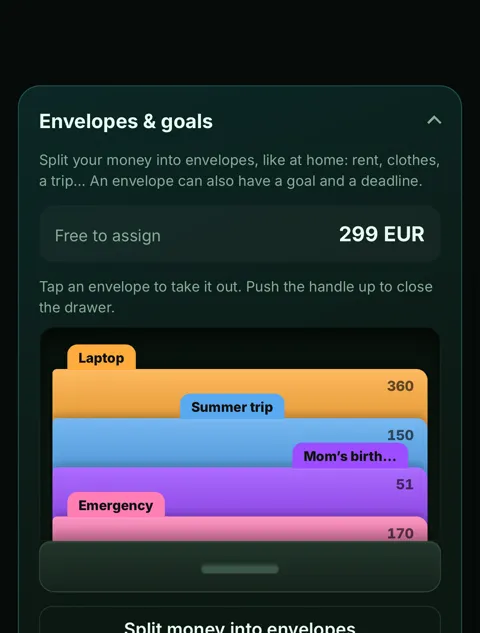 Envelopes & goals
Split your money into envelopes, like at home: rent, clothes,
a trip... An envelope can also have a goal and a deadline.
Free to assign 299 EUR
Tap an envelope to take it out. Push the handle up to close
the drawer.
Laptop
360
Summer trip
150
Mom's birth...
51
Emergency
170
Split money into envelopes